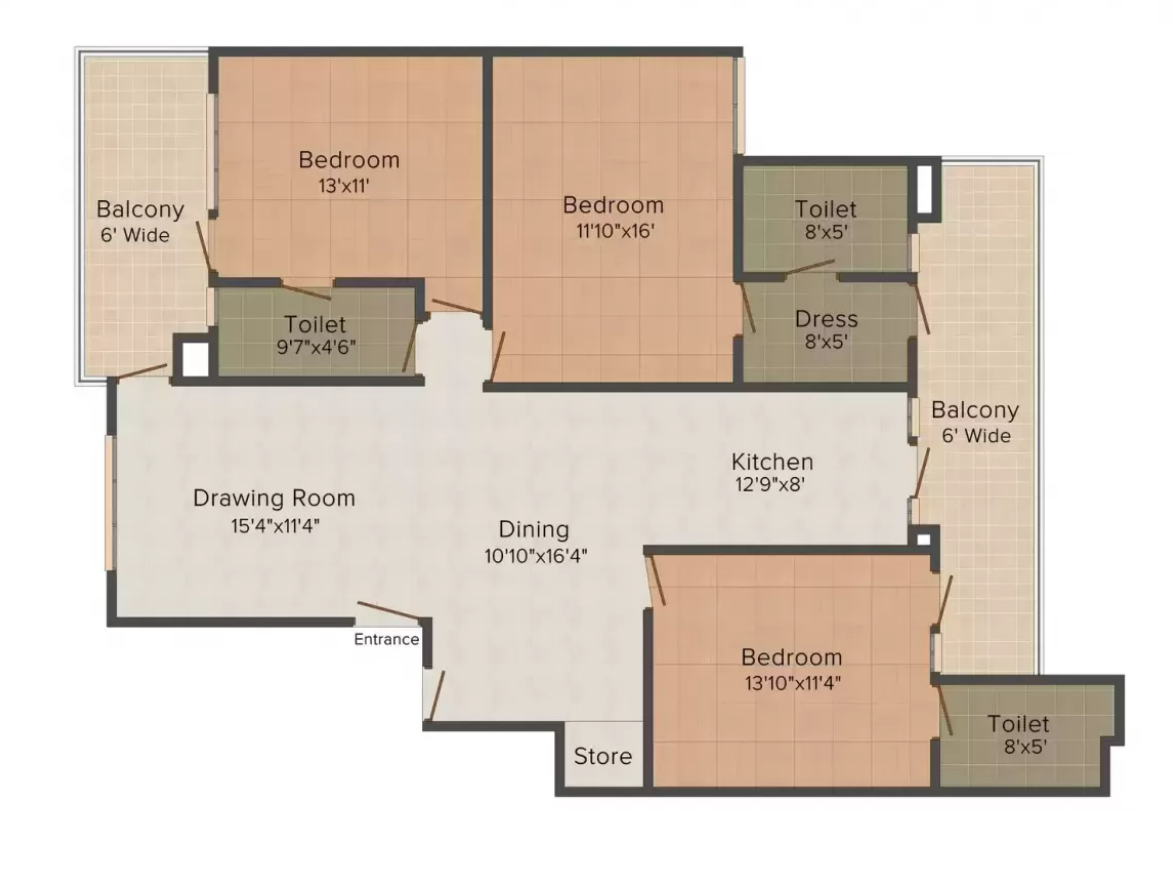 Bedroom
13'x11'
Balcony
6' Wide
Bedroom
11'10"x16'
Toilet
8'x5'
Toilet
9'7"x4'6"
Dress
8'x5'
Balcony
6' Wide
Kitchen
12'9"x8'
Drawing Room
15'4"x11'4"
Dining
10'10"x16'4"
Entrance
Bedroom
13'10"x11'4"
Toilet
8'x5'
Store